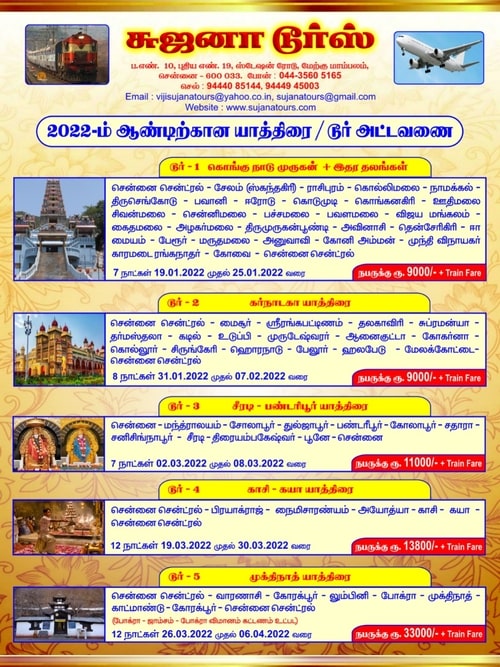 சுஜனா டூர்ஸ்
ப.எண். 10, புதிய எண். 19, ஸ்டேஷன் ரோடு, மேற்கு மாம்பலம்,
சென்னை - 600 033. போன் : 044-3560 5165
செல் : 94440 85144, 94449 45003
Email : vijisujanatours@yahoo.co.in, sujanatours@gmail.com
Website : www.sujanatours.com
2022-ம் ஆண்டிற்கான யாத்திரை / டூர் அட்டவணை
டூர் - 1 கொங்கு நாடு முருகன் + இதர தலங்கள்
சென்னை சென்ட்ரல் - சேலம் (ஸ்கந்தகிரி) - ராசிபுரம் - கொல்லிமலை - நாமக்கல் -
திருசெங்கோடு - பவானி - ஈரோடு - கொடுமுடி - கொங்கனகிரி - ஊதிமலை
சிவன்மலை - சென்னிமலை - பச்சமலை - பவளமலை - விஜய மங்கலம் -
கைதமலை - அழகர்மலை - திருமுருகன்பூண்டி - அவினாசி - தென்சேரிகிரி - ஈசா
மையம் - பேரூர் - மருதமலை - அனுவாவி - கோனி அம்மன் - முந்தி விநாயகர்
காரமடை ரங்கநாதர் - கோவை - சென்னை சென்ட்ரல்
7 நாட்கள் 19.01.2022 முதல் 25.01.2022 வரை
நபருக்கு ரூ. 9000/- + Train Fare
டூர் - 2 கர்நாடகா யாத்திரை
சென்னை சென்ட்ரல் - மைசூர் - ஸ்ரீரங்கபட்டிணம் - தலகாவிரி - சுப்ரமன்யா -
தர்மஸ்தலா - கடில் - உடுப்பி - முருடேஷ்வர் - ஆனைகுட்டா - கோகர்னா -
கொல்லூர் - சிருங்கேரி - ஹொரநாடு - பேலூர் - ஹலபேடு - மேலக்கோட்டை-
சென்னை சென்ட்ரல்
8 நாட்கள் 31.01.2022 முதல் 07.02.2022 வரை
நபருக்கு ரூ. 9000/- + Train Fare
டூர் - 3 சீரடி - பண்டரிபூர் யாத்திரை
சென்னை - மந்த்ராலயம் - சோலாபூர் - துல்ஜாபூர் - பண்டரிபூர் - கோலாபூர் - சதாரா -
சனிசிங்நாபூர் - சீரடி - திரையம்பகேஷ்வர் - பூனே - சென்னை
7 நாட்கள் 02.03.2022 முதல் 08.03.2022 வரை
நபருக்கு ரூ. 11000/- + Train Fare
டூர் - 4 காசி - கயா யாத்திரை
சென்னை சென்ட்ரல் - பிரயாக்ராஜ் - நைமிசாரண்யம் - அயோத்யா - காசி - கயா -
சென்னை சென்ட்ரல்
12 நாட்கள் 19.03.2022 முதல் 30.03.2022 வரை
நபருக்கு ரூ. 13800/- + Train Fare
டூர் - 5 முக்திநாத் யாத்திரை
சென்னை சென்ட்ரல் - வாரணாசி - கோரக்பூர் - லும்பினி - போக்ரா - முக்திநாத் -
காட்மாண்டு - கோரக்பூர் - சென்னை சென்ட்ரல்
(போக்ரா - ஜாம்சம் - போக்ரா விமானம் கட்டணம் உட்பட)
12 நாட்கள் 26.03.2022 முதல் 06.04.2022 வரை
நபருக்கு ரூ. 33000/- + Train Fare